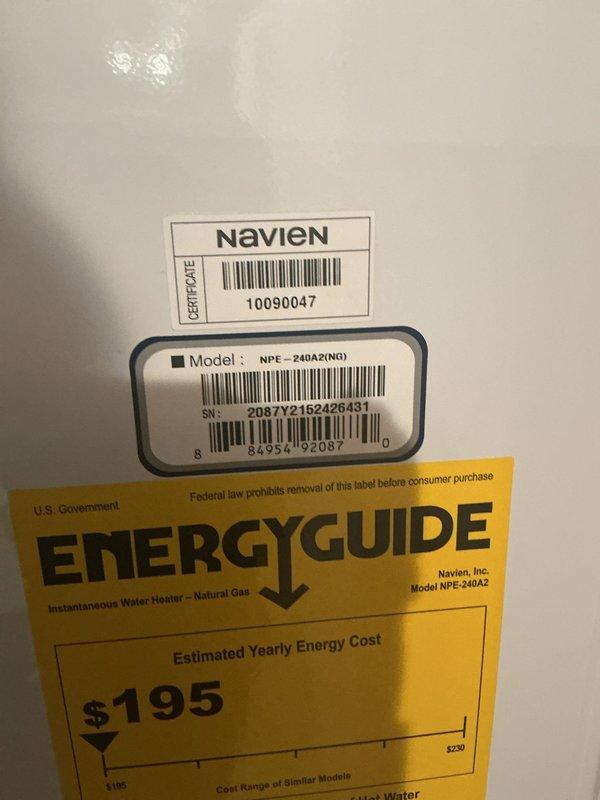 NAVIEN
CERTIFICATE
10090047
Model : NPE-240A2(NG)
SN : 2087Y2152426431
8 84954 92087 0
U.S. Government
Federal law prohibits removal of this label before consumer purchase
ENERGYGUIDE
Instantaneous Water Heater – Natural Gas
Navien, Inc.
Model NPE-240A2
Estimated Yearly Energy Cost
$195
$195
$230
Cost Range of Similar Models
Hot Water